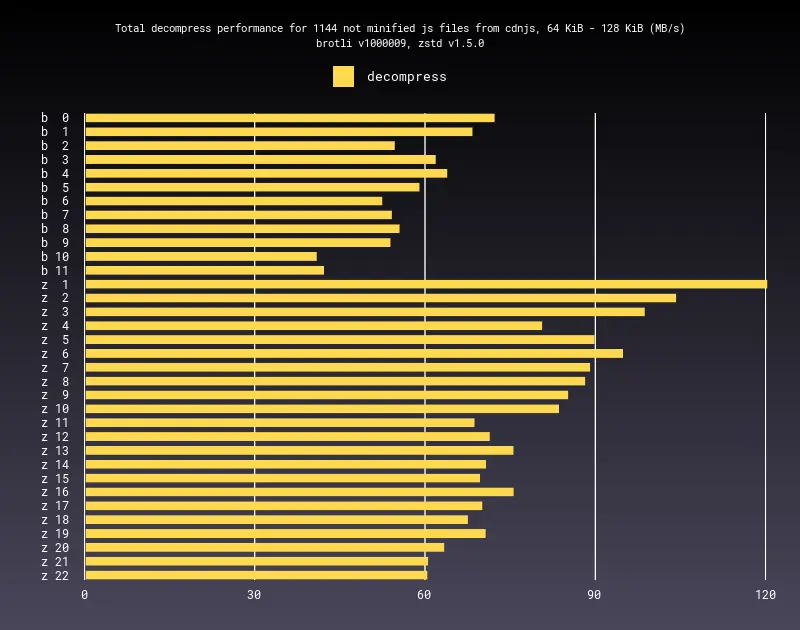 Total decompress performance for 1144 not minified js files from cdnjs, 64 KiB - 128 KiB (MB/s)
brotli v1000009, zstd v1.5.0
decompress
b 0
b 1
b 2
b 3
b 4
b 5
b 6
b 7
b 8
b 9
b 10
b 11
z 1
z 2
z 3
z 4
z 5
z 6
z 7
z 8
z 9
z 10
z 11
z 12
z 13
z 14
z 15
z 16
z 17
z 18
z 19
z 20
z 21
z 22
0 30 60 90 120